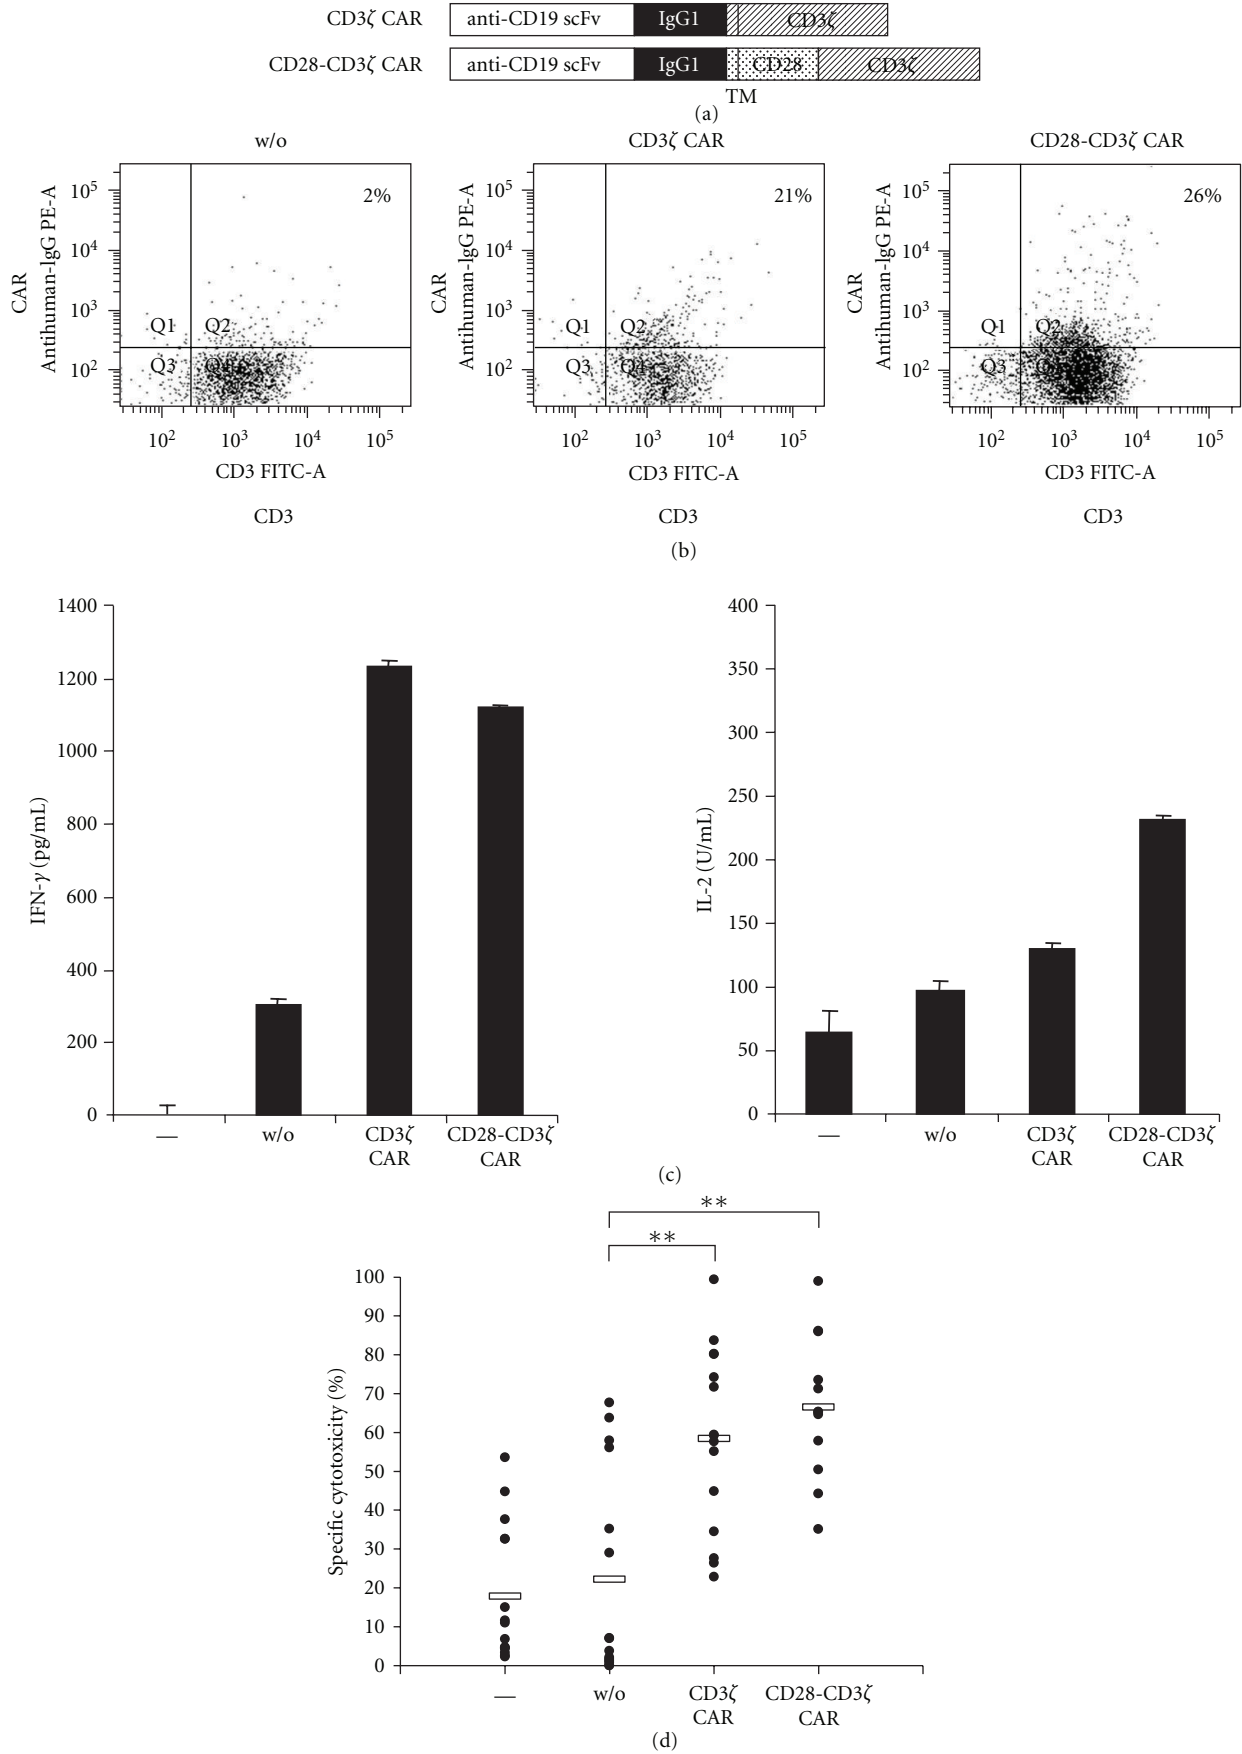 CD3ζ CAR anti-CD19 scFv IgG1 CD3ζ
CD28-CD3ζ CAR anti-CD19 scFv IgG1 CD28 CD3ζ
TM
(a)
w/o CD3ζ CAR CD28-CD3ζ CAR
CAR
Antihuman-IgG PE-A
10⁵
10⁴
10³
10²
2%
Q1 Q2
Q3 Q4
10² 10³ 10⁴ 10⁵
CD3 FITC-A
CD3
CAR
Antihuman-IgG PE-A
10⁵
10⁴
10³
10²
21%
Q1 Q2
Q3 Q4
10² 10³ 10⁴ 10⁵
CD3 FITC-A
CD3
CAR
Antihuman-IgG PE-A
10⁵
10⁴
10³
10²
26%
Q1 Q2
Q3
10² 10³ 10⁴ 10⁵
CD3 FITC-A
CD3
(b)
IFN-γ (pg/mL)
1400
1200
1000
800
600
400
200
0
— w/o CD3ζ CD28-CD3ζ
CAR CAR
IL-2 (U/mL)
400
350
300
250
200
150
100
50
0
— w/o CD3ζ CD28-CD3ζ
CAR CAR
(c)
**
**
Specific cytotoxicity (%)
100
90
80
70
60
50
40
30
20
10
0
— w/o CD3ζ CD28-CD3ζ
CAR CAR
(d)